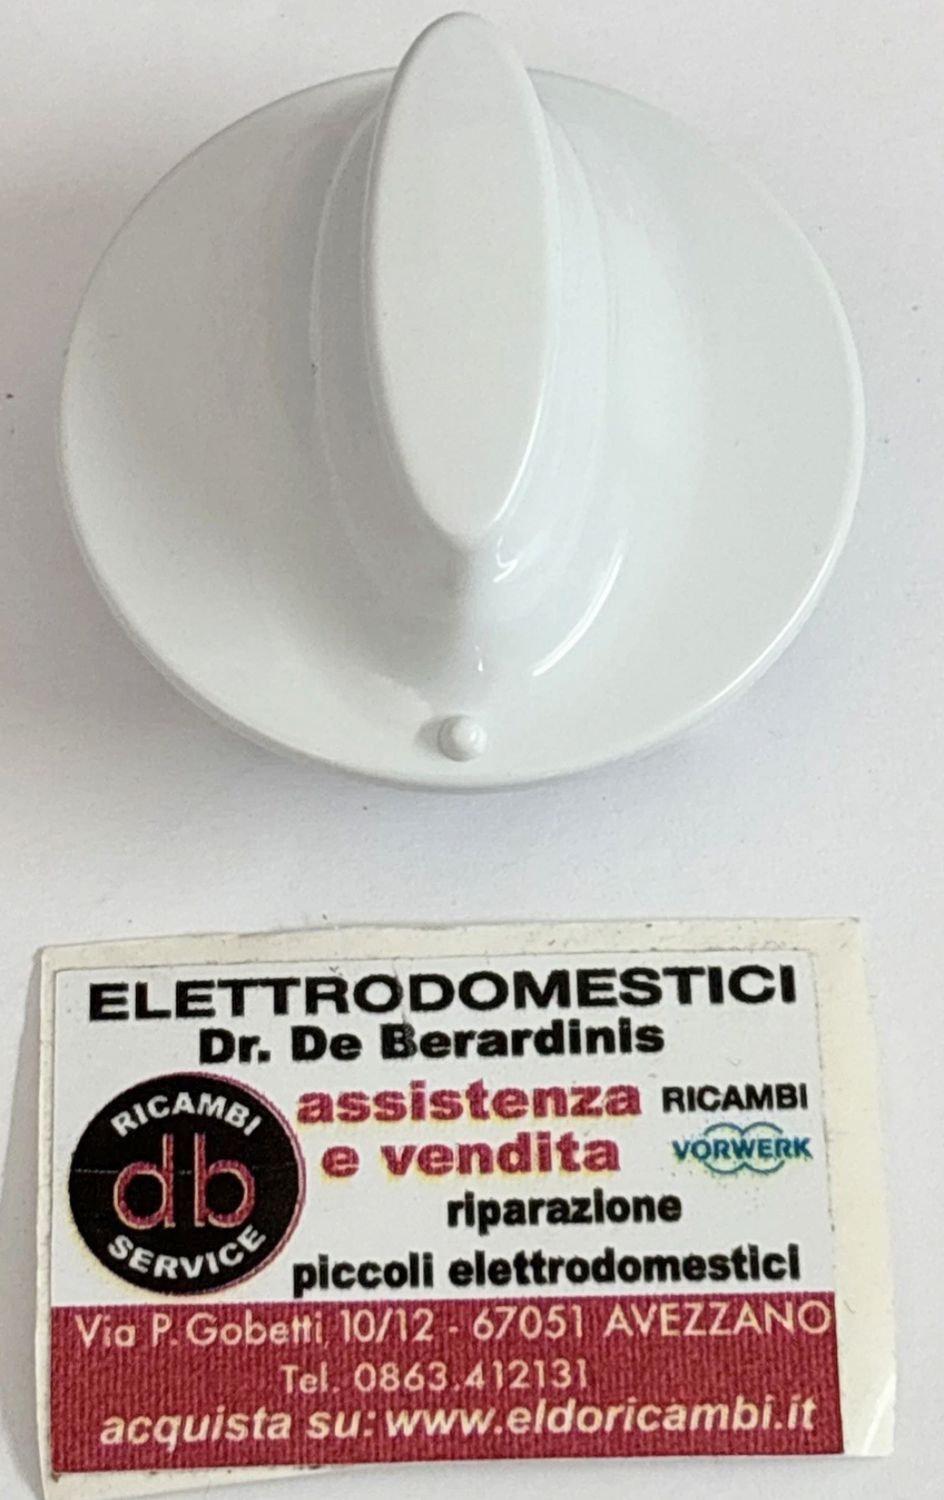 ELETTRODOMESTICI
Dr. De Berardinis
assistenza
e vendita
RICAMBI
VORWERK
RICAMBI
db
SERVICE
riparazione
piccoli elettrodomestici
Via P. Gobetti, 10/12 - 67051 AVEZZANO
Tel. 0863.412131
acquista su: www.eldoricambi.it